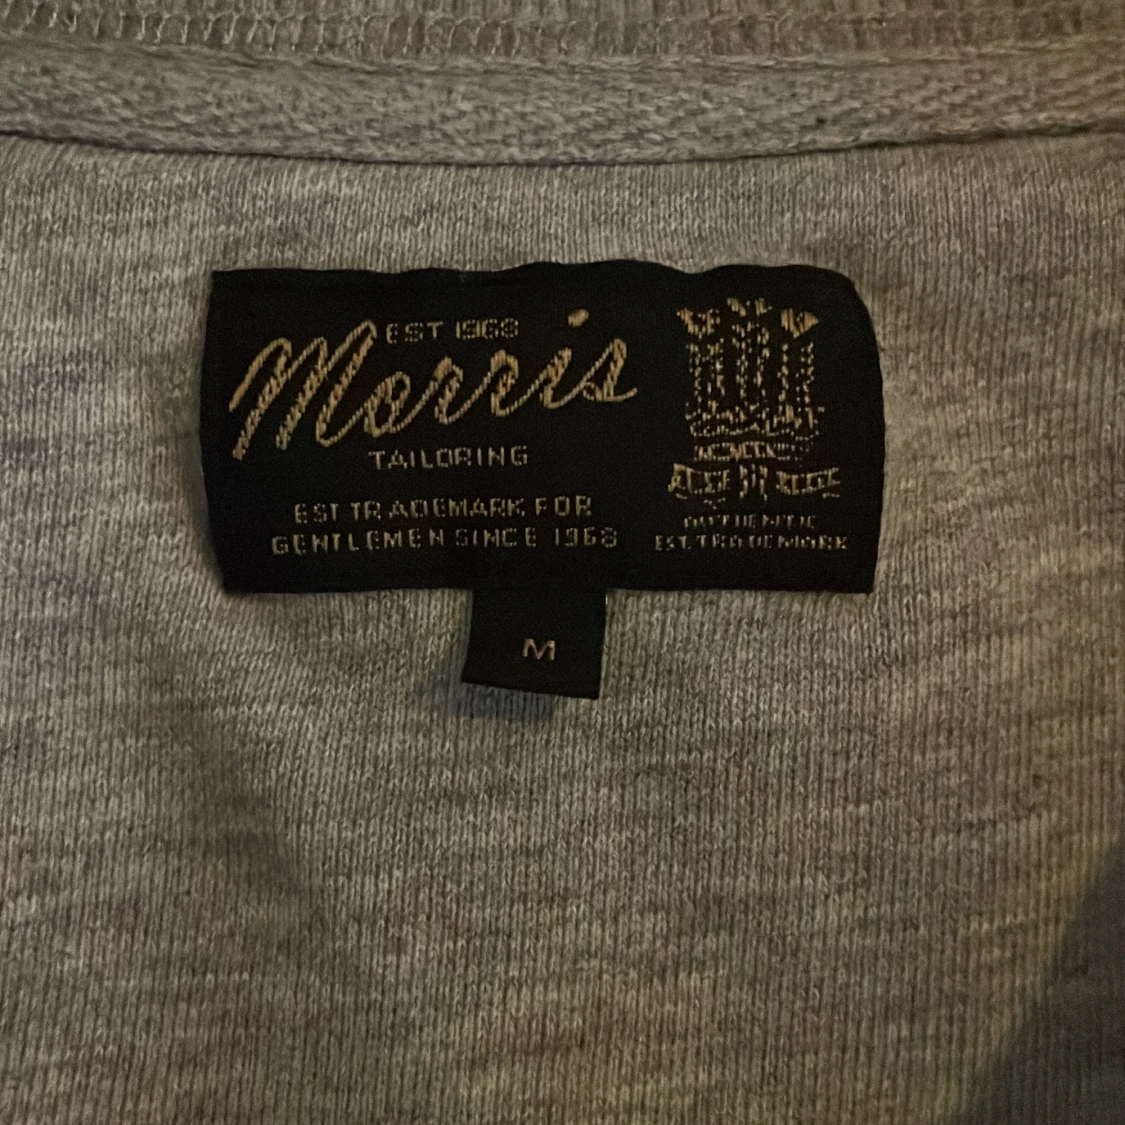 EST 1968
Morris
TAILORING
EST TRADEMARK FOR
GENTLEMEN SINCE 1968
AUTHENTIC
EST. TRADEMARK
M